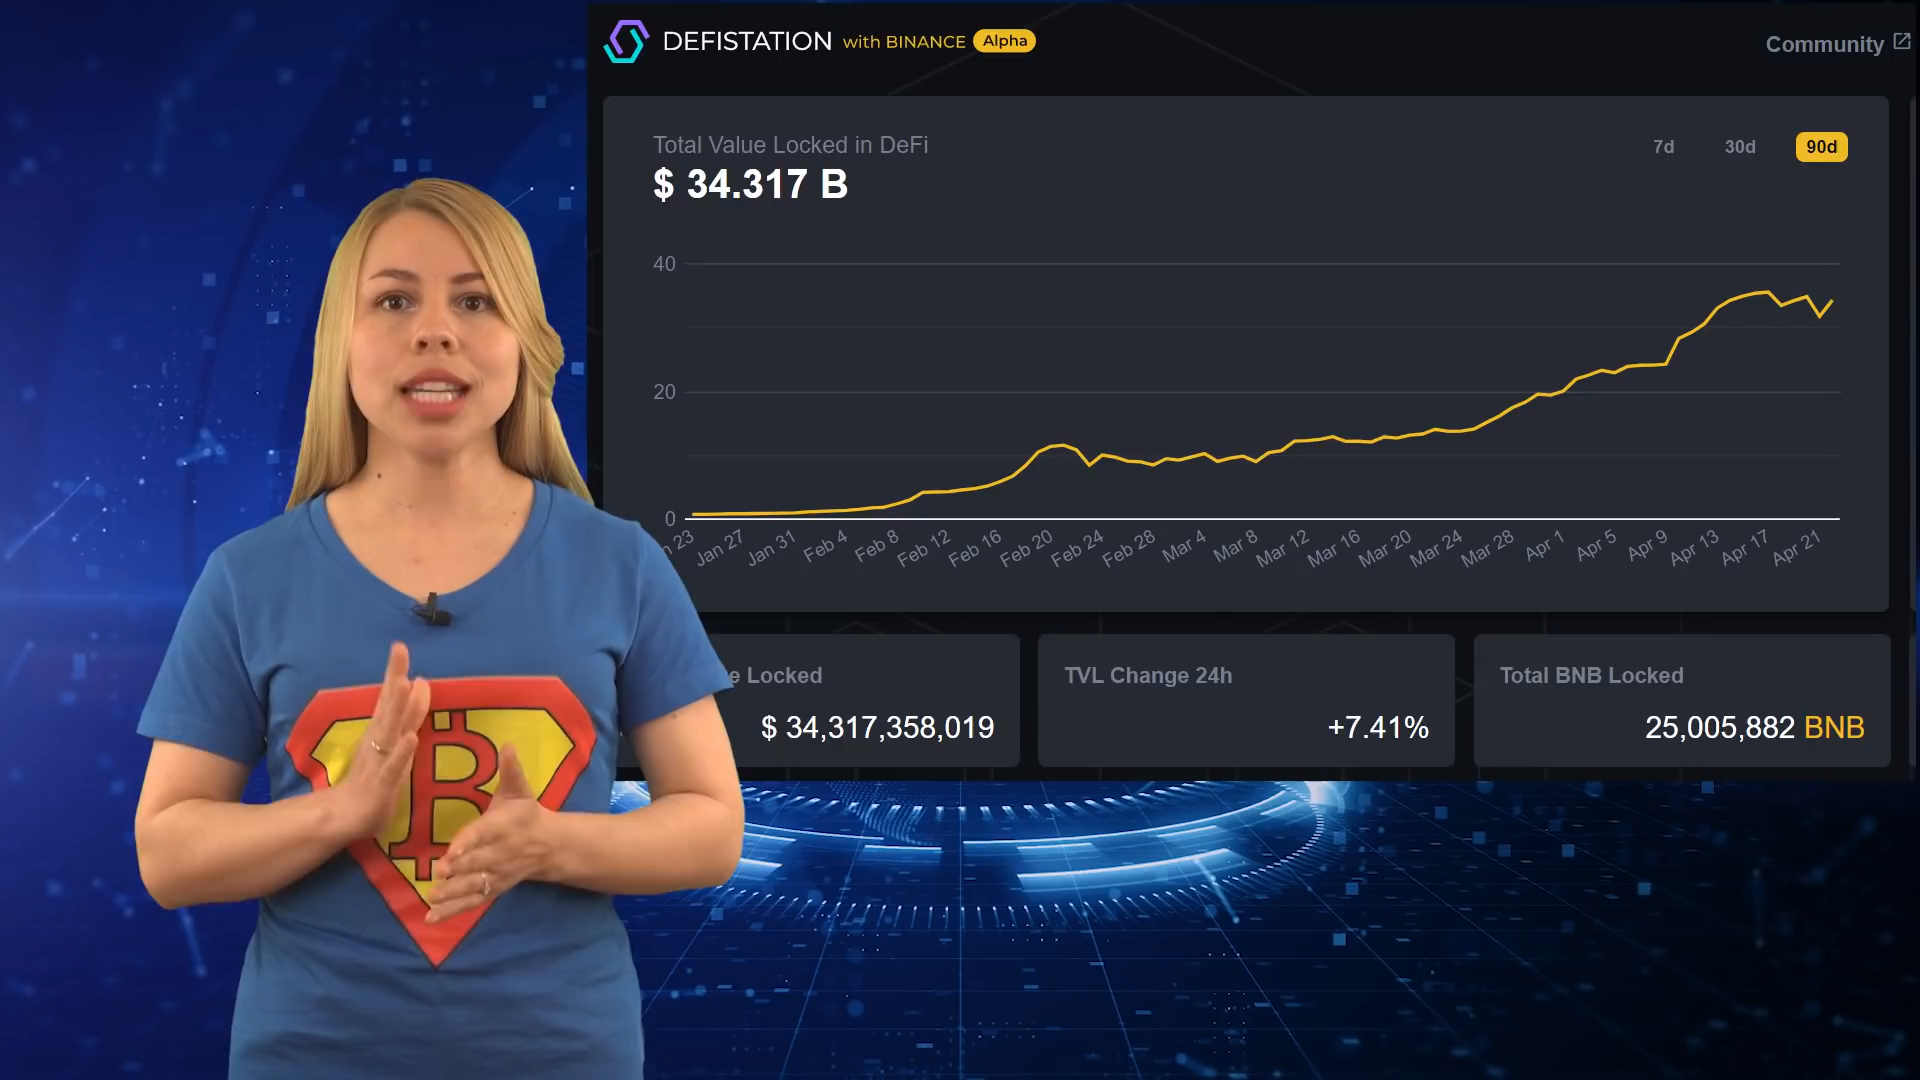 DEFISTATION with BINANCE Alpha
Community
Total Value Locked in DeFi
$ 34.317 B
7d 30d 90d
40
20
0
23 Jan 27 Jan 31 Feb 4 Feb 8 Feb 12 Feb 16 Feb 20 Feb 24 Feb 28 Mar 4 Mar 8 Mar 12 Mar 16 Mar 20 Mar 24 Mar 28 Apr 1 Apr 5 Apr 9 Apr 13 Apr 17 Apr 21
Locked
$ 34,317,358,019
TVL Change 24h
+7.41%
Total BNB Locked
25,005,882 BNB